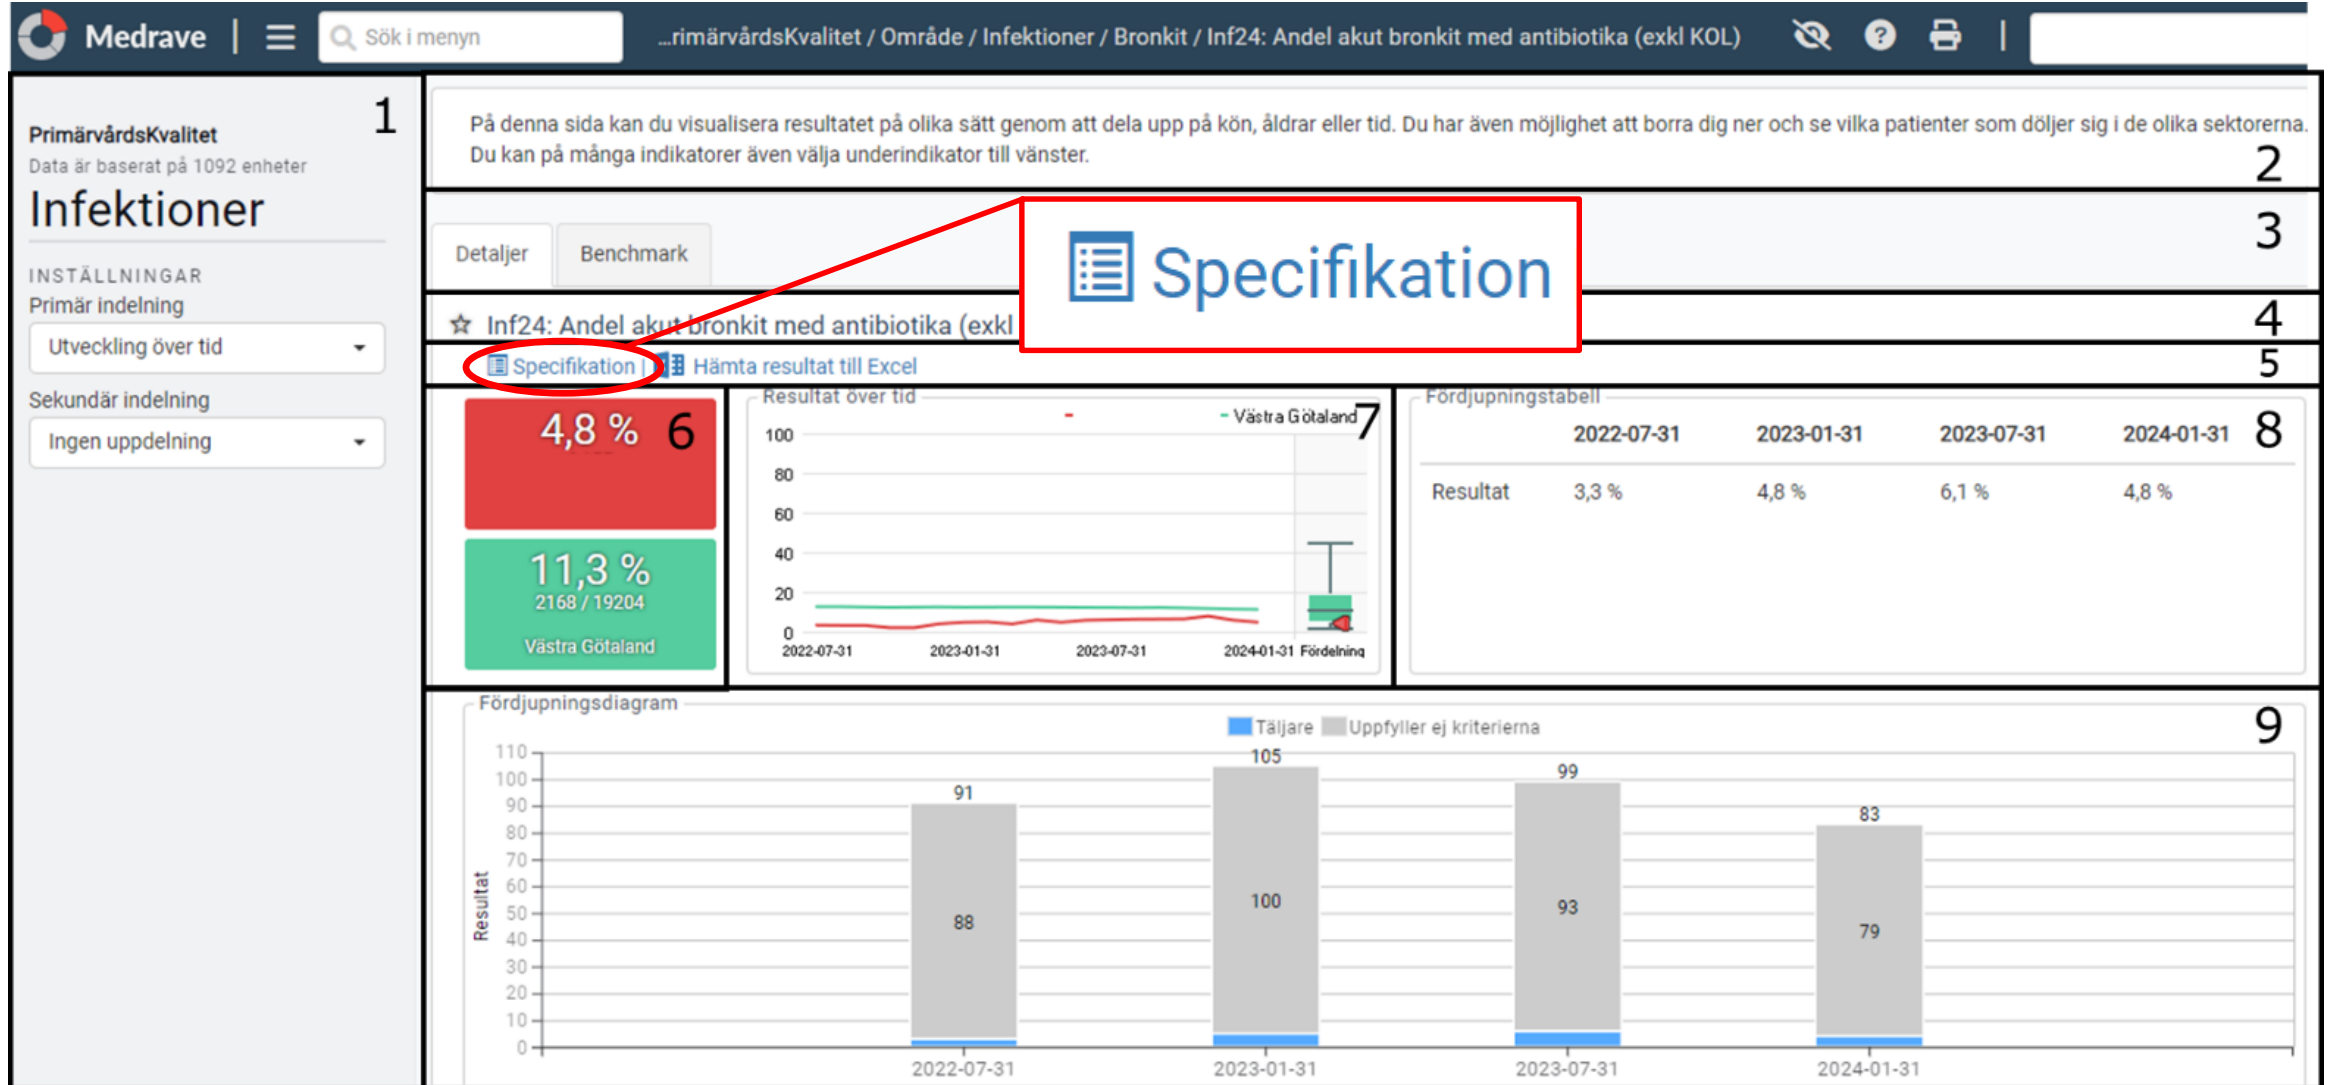 Medrave
Sök i menyn
...rimärvårdsKvalitet / Område / Infektioner / Bronkit / Inf24: Andel akut bronkit med antibiotika (exkl KOL)
1
PrimärvårdsKvalitet
Data är baserat på 1092 enheter
Infektioner
INSTÄLLNINGAR
Primär indelning
Utveckling över tid
Sekundär indelning
Ingen uppdelning
På denna sida kan du visualisera resultatet på olika sätt genom att dela upp på kön, åldrar eller tid. Du har även möjlighet att borra dig ner och se vilka patienter som döljer sig i de olika sektorerna.
Du kan på många indikatorer även välja underindikator till vänster.
2
Detaljer
Benchmark
3
Specifikation
Inf24: Andel akut bronkit med antibiotika (exkl
4
Specifikation | Hämta resultat till Excel
5
4,8 %
6
11,3 %
2168 / 19204
Västra Götaland
Resultat över tid
- - Västra Götaland
7
100
80
60
40
20
0
2022-07-31 2023-01-31 2023-07-31 2024-01-31 Fördelning
Fördjupningstabell
8
2022-07-31 2023-01-31 2023-07-31 2024-01-31
Resultat 3,3 % 4,8 % 6,1 % 4,8 %
Fördjupningsdiagram
9
Täljare Uppfyller ej kriterierna
Resultat
110
100
90
80
70
60
50
40
30
20
10
0
91
88
105
100
99
93
83
79
2022-07-31 2023-01-31 2023-07-31 2024-01-31